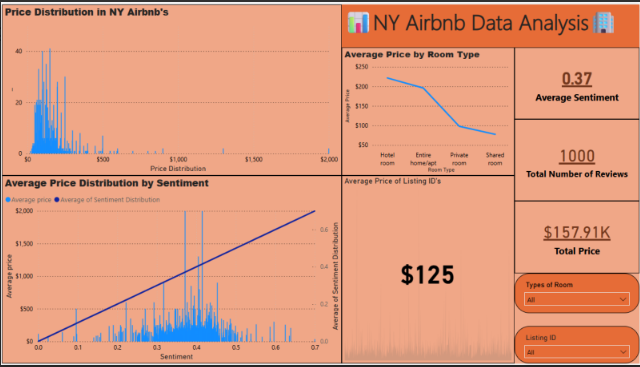 Price Distribution in NY Airbnb's
40
20
0
$0 $500 $1,000 $1,500 $2,000
Price Distribution
NY Airbnb Data Analysis
Average Price by Room Type
$250
$200
$150
$100
$50
Average Price
Hotel room
Entire home/apt
Private room
Shared room
Room Type
0.37
Average Sentiment
1000
Total Number of Reviews
$157.91K
Total Price
Average Price Distribution by Sentiment
Average price Average of Sentiment Distribution
$2,000
$1,500
$1,000
$500
$0
Average price
0.6
0.4
0.2
0.0
Average of Sentiment Distribution
0.0 0.1 0.2 0.3 0.4 0.5 0.6 0.7
Sentiment
Average Price of Listing ID's
$125
Types of Room
All
Listing ID
All